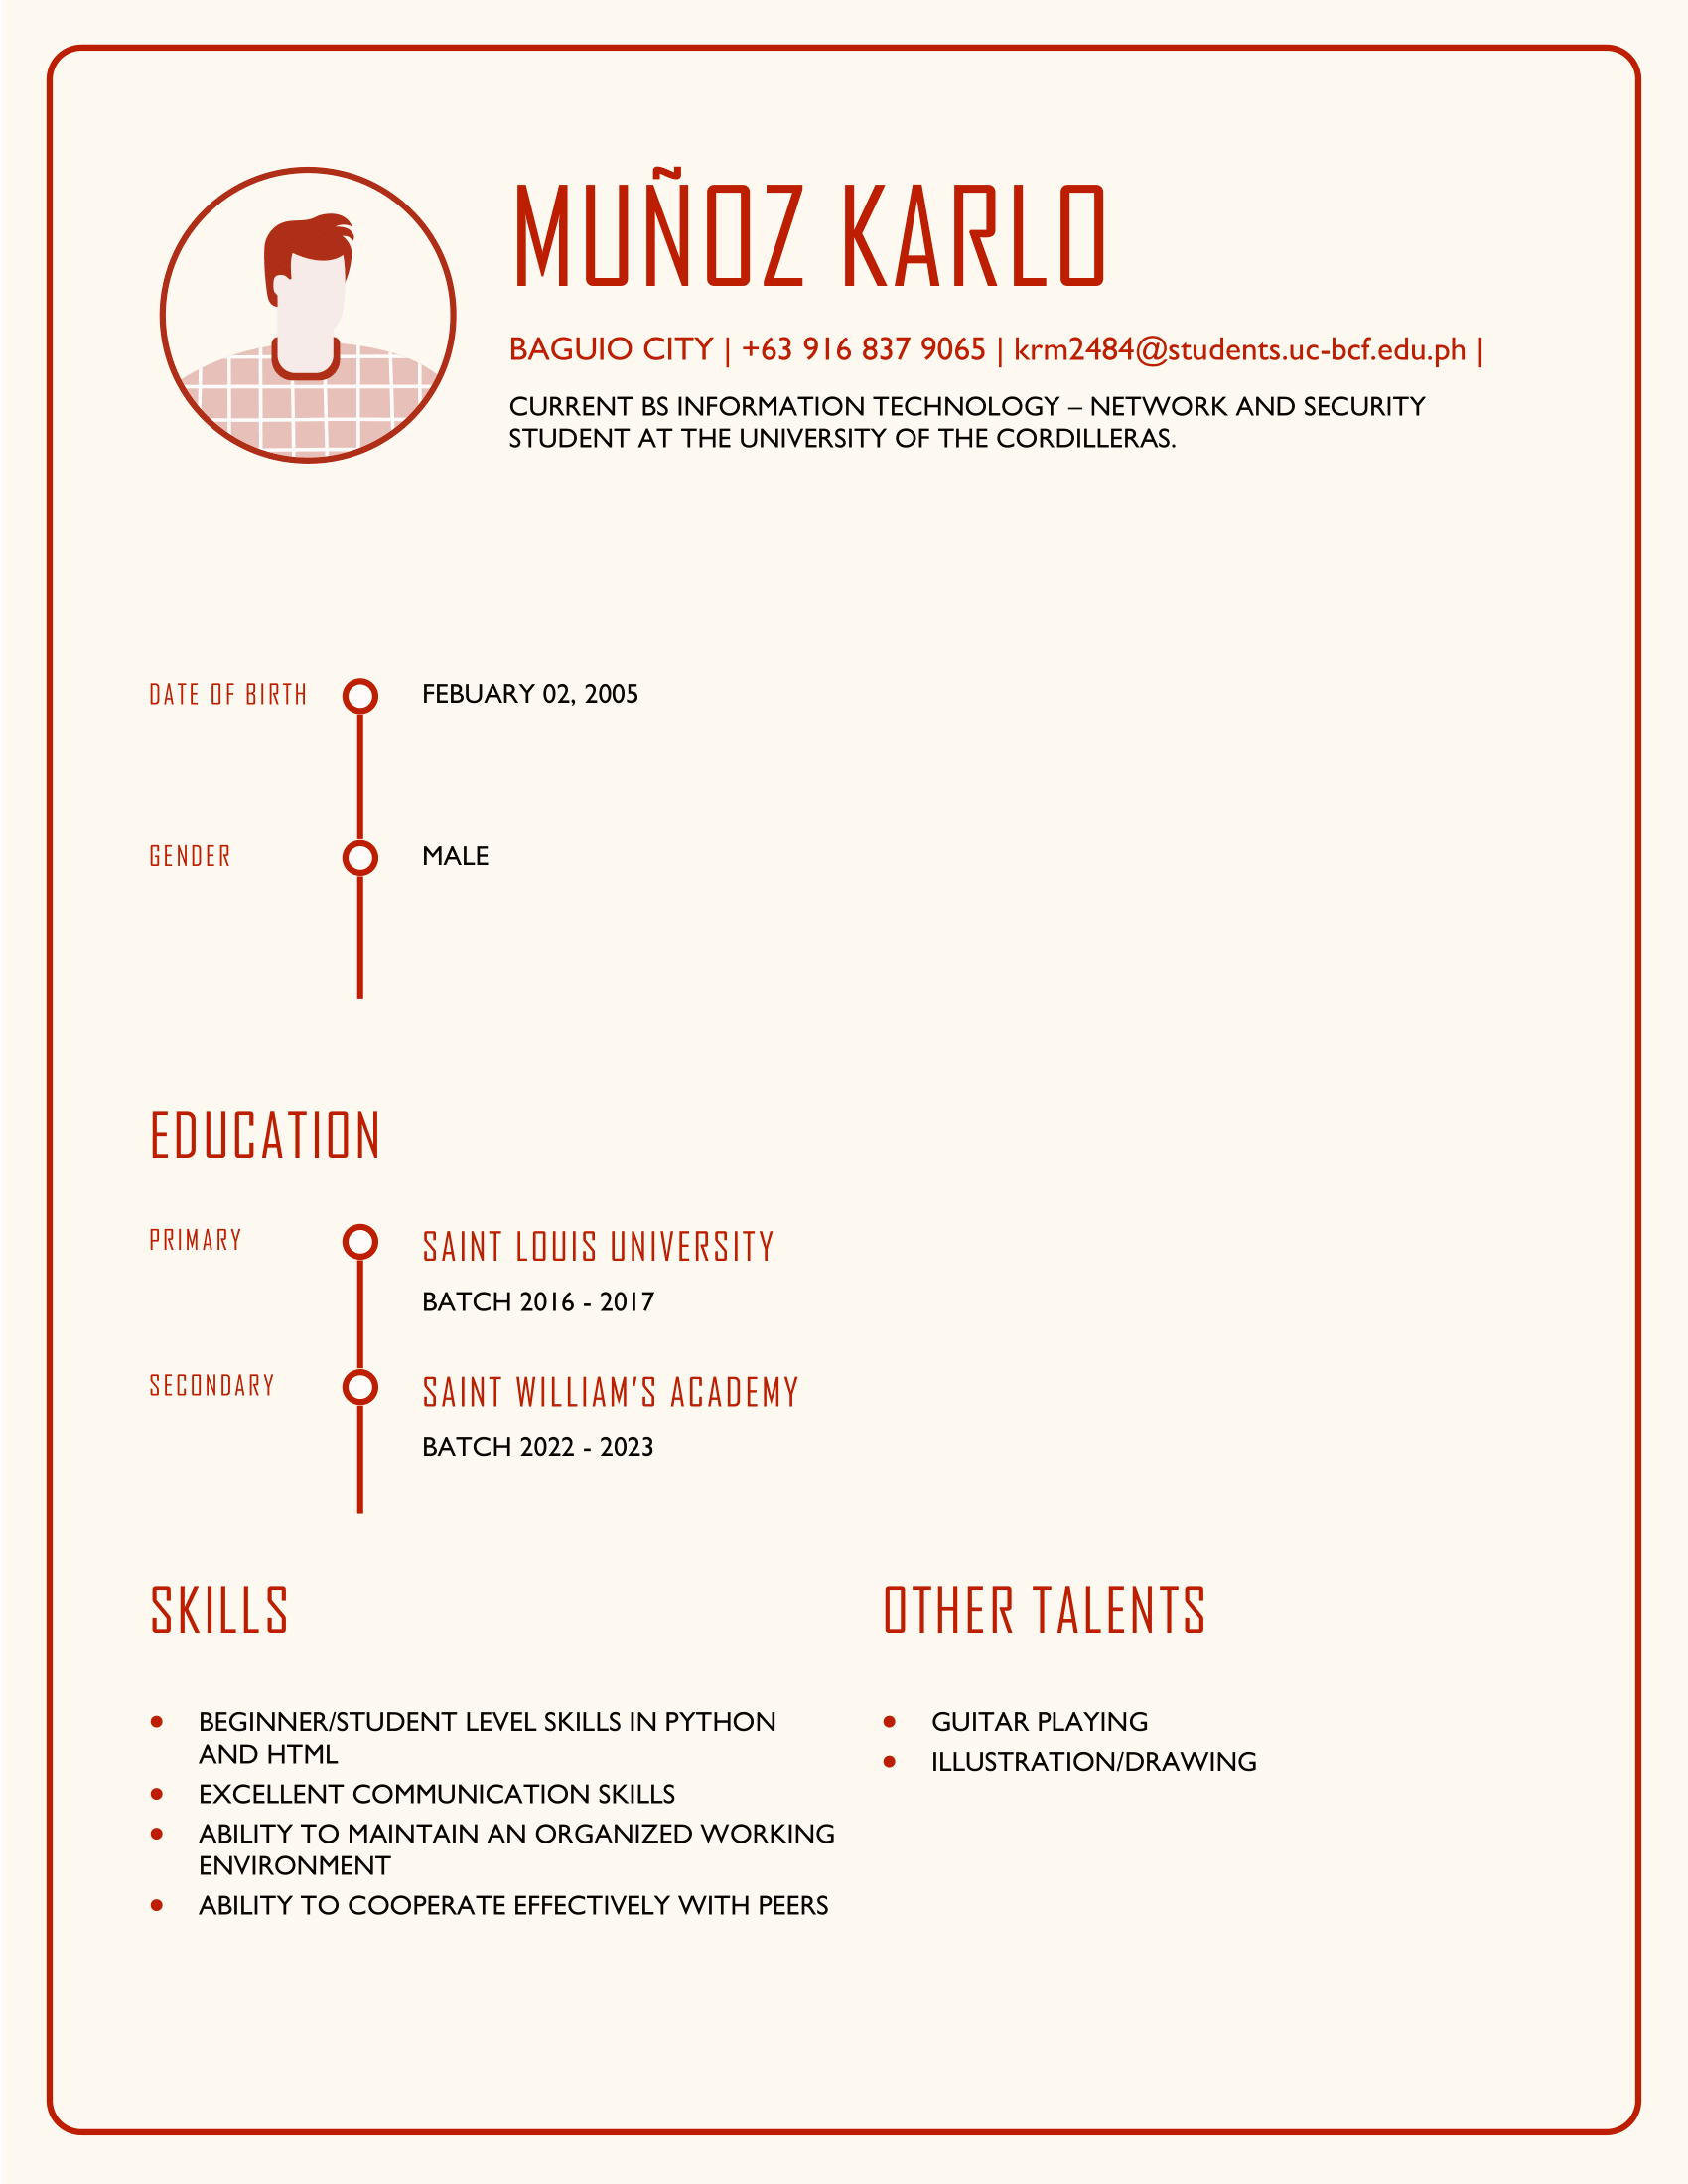 MUÑOZ KARLO
BAGUIO CITY | +63 916 837 9065 | krm2484@students.uc-bcf.edu.ph |
CURRENT BS INFORMATION TECHNOLOGY – NETWORK AND SECURITY
STUDENT AT THE UNIVERSITY OF THE CORDILLERAS.
DATE OF BIRTH
FEBUARY 02, 2005
GENDER
MALE
EDUCATION
PRIMARY
SAINT LOUIS UNIVERSITY
BATCH 2016 - 2017
SECONDARY
SAINT WILLIAM'S ACADEMY
BATCH 2022 - 2023
SKILLS
• BEGINNER/STUDENT LEVEL SKILLS IN PYTHON
AND HTML
• EXCELLENT COMMUNICATION SKILLS
• ABILITY TO MAINTAIN AN ORGANIZED WORKING
ENVIRONMENT
• ABILITY TO COOPERATE EFFECTIVELY WITH PEERS
OTHER TALENTS
• GUITAR PLAYING
• ILLUSTRATION/DRAWING